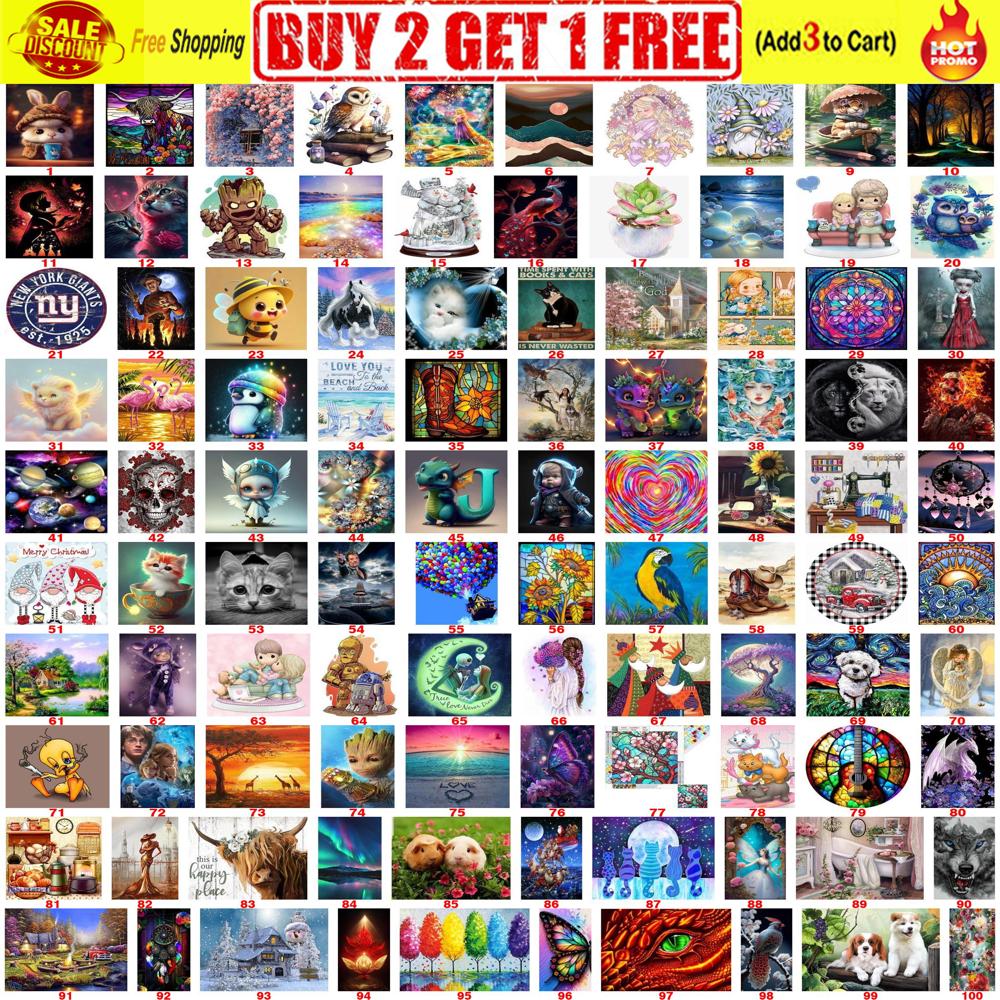 SALE
DISCOUNT
Free Shopping
BUY 2 GET 1 FREE
(Add 3 to Cart)
HOT
PROMO
1 2 3 4 5 6 7 8 9 10
11 12 13 14 15 16 17 18 19 20
NEW YORK GIANTS
ny
est. 1925
TIME SPENT WITH
BOOKS & CATS
IS NEVER WASTED
God
21 22 23 24 25 26 27 28 29 30
LOVE YOU
To the
BEACH and Back
31 32 33 34 35 36 37 38 39 40
J
41 42 43 44 45 46 47 48 49 50
Merry Christmas!
51 52 53 54 55 56 57 58 59 60
True
love Never Dies
61 62 63 64 65 66 67 68 69 70
LOVE
71 72 73 74 75 76 77 78 79 80
this is
our
happy
place
81 82 83 84 85 86 87 88 89 90
91 92 93 94 95 96 97 98 99 100